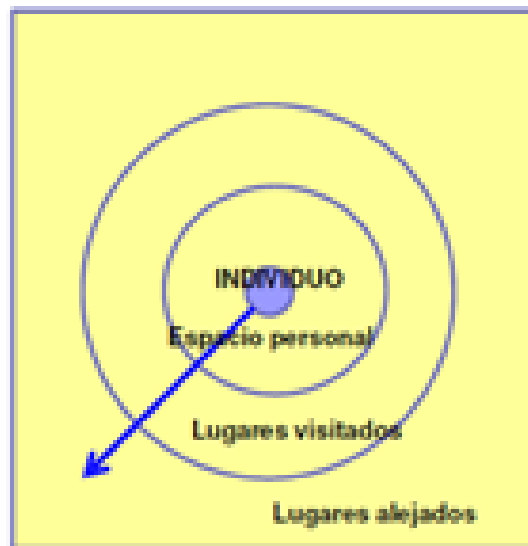 INDIVIDUO
Espacio personal
Lugares visitados
Lugares alejados